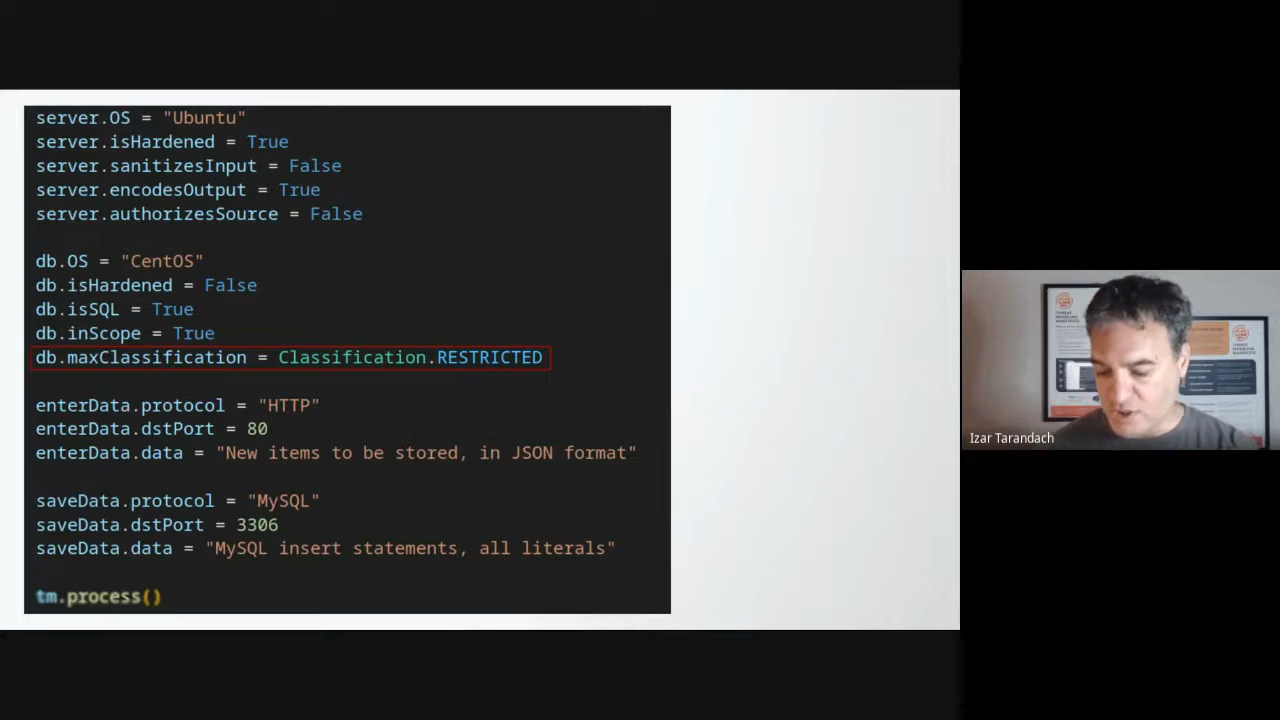 server.OS = "Ubuntu"
server.isHardened = True
server.sanitizesInput = False
server.encodesOutput = True
server.authorizesSource = False
db.OS = "CentOS"
db.isHardened = False
db.isSQL = True
db.inScope = True
db.maxClassification = Classification.RESTRICTED
enterData.protocol = "HTTP"
enterData.dstPort = 80
enterData.data = "New items to be stored, in JSON format"
saveData.protocol = "MySQL"
saveData.dstPort = 3306
saveData.data = "MySQL insert statements, all literals"
tm.process()
Izar Tarandach